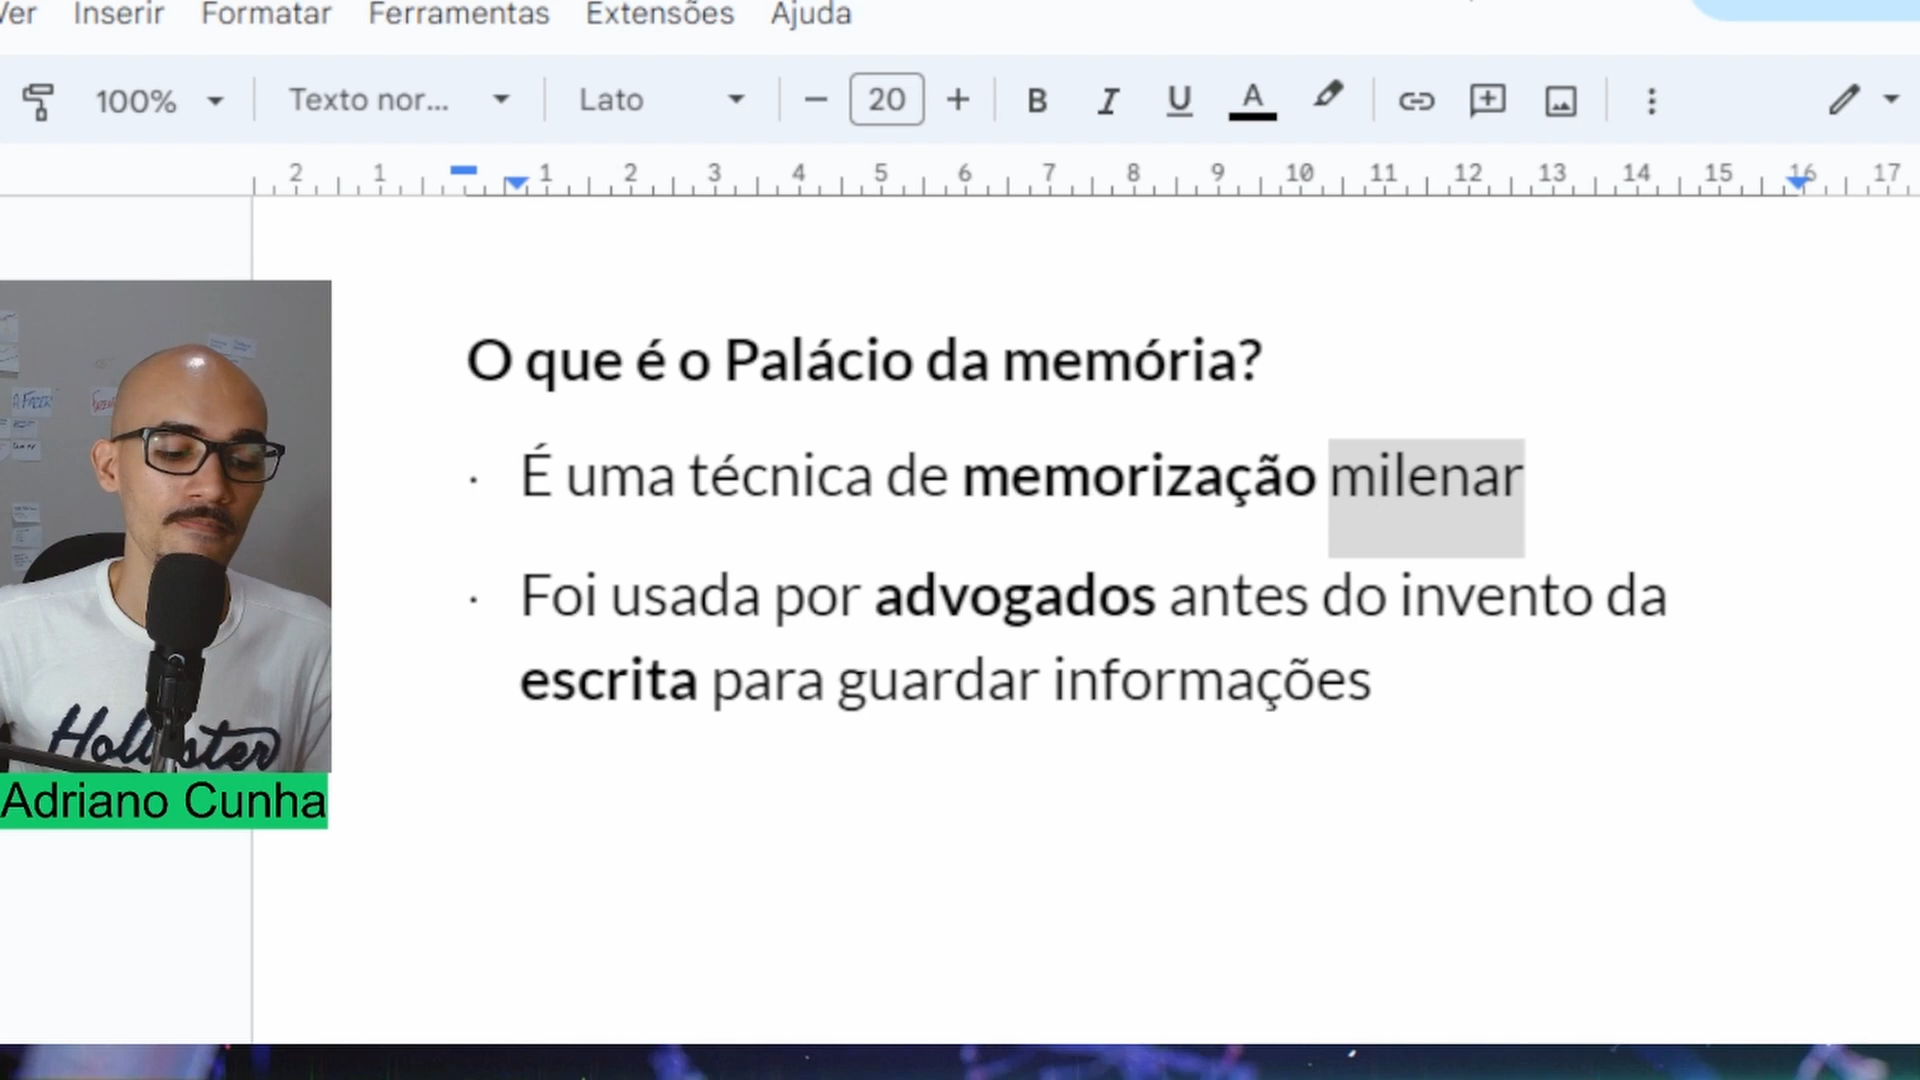 Ver Inserir Formatar Ferramentas Extensões Ajuda
100% Texto nor... Lato 20 B I U A
2 1 1 2 3 4 5 6 7 8 9 10 11 12 13 14 15 16 17
O que é o Palácio da memória?
· É uma técnica de memorização milenar
· Foi usada por advogados antes do invento da
escrita para guardar informações
A FAZER
Hollister
Adriano Cunha